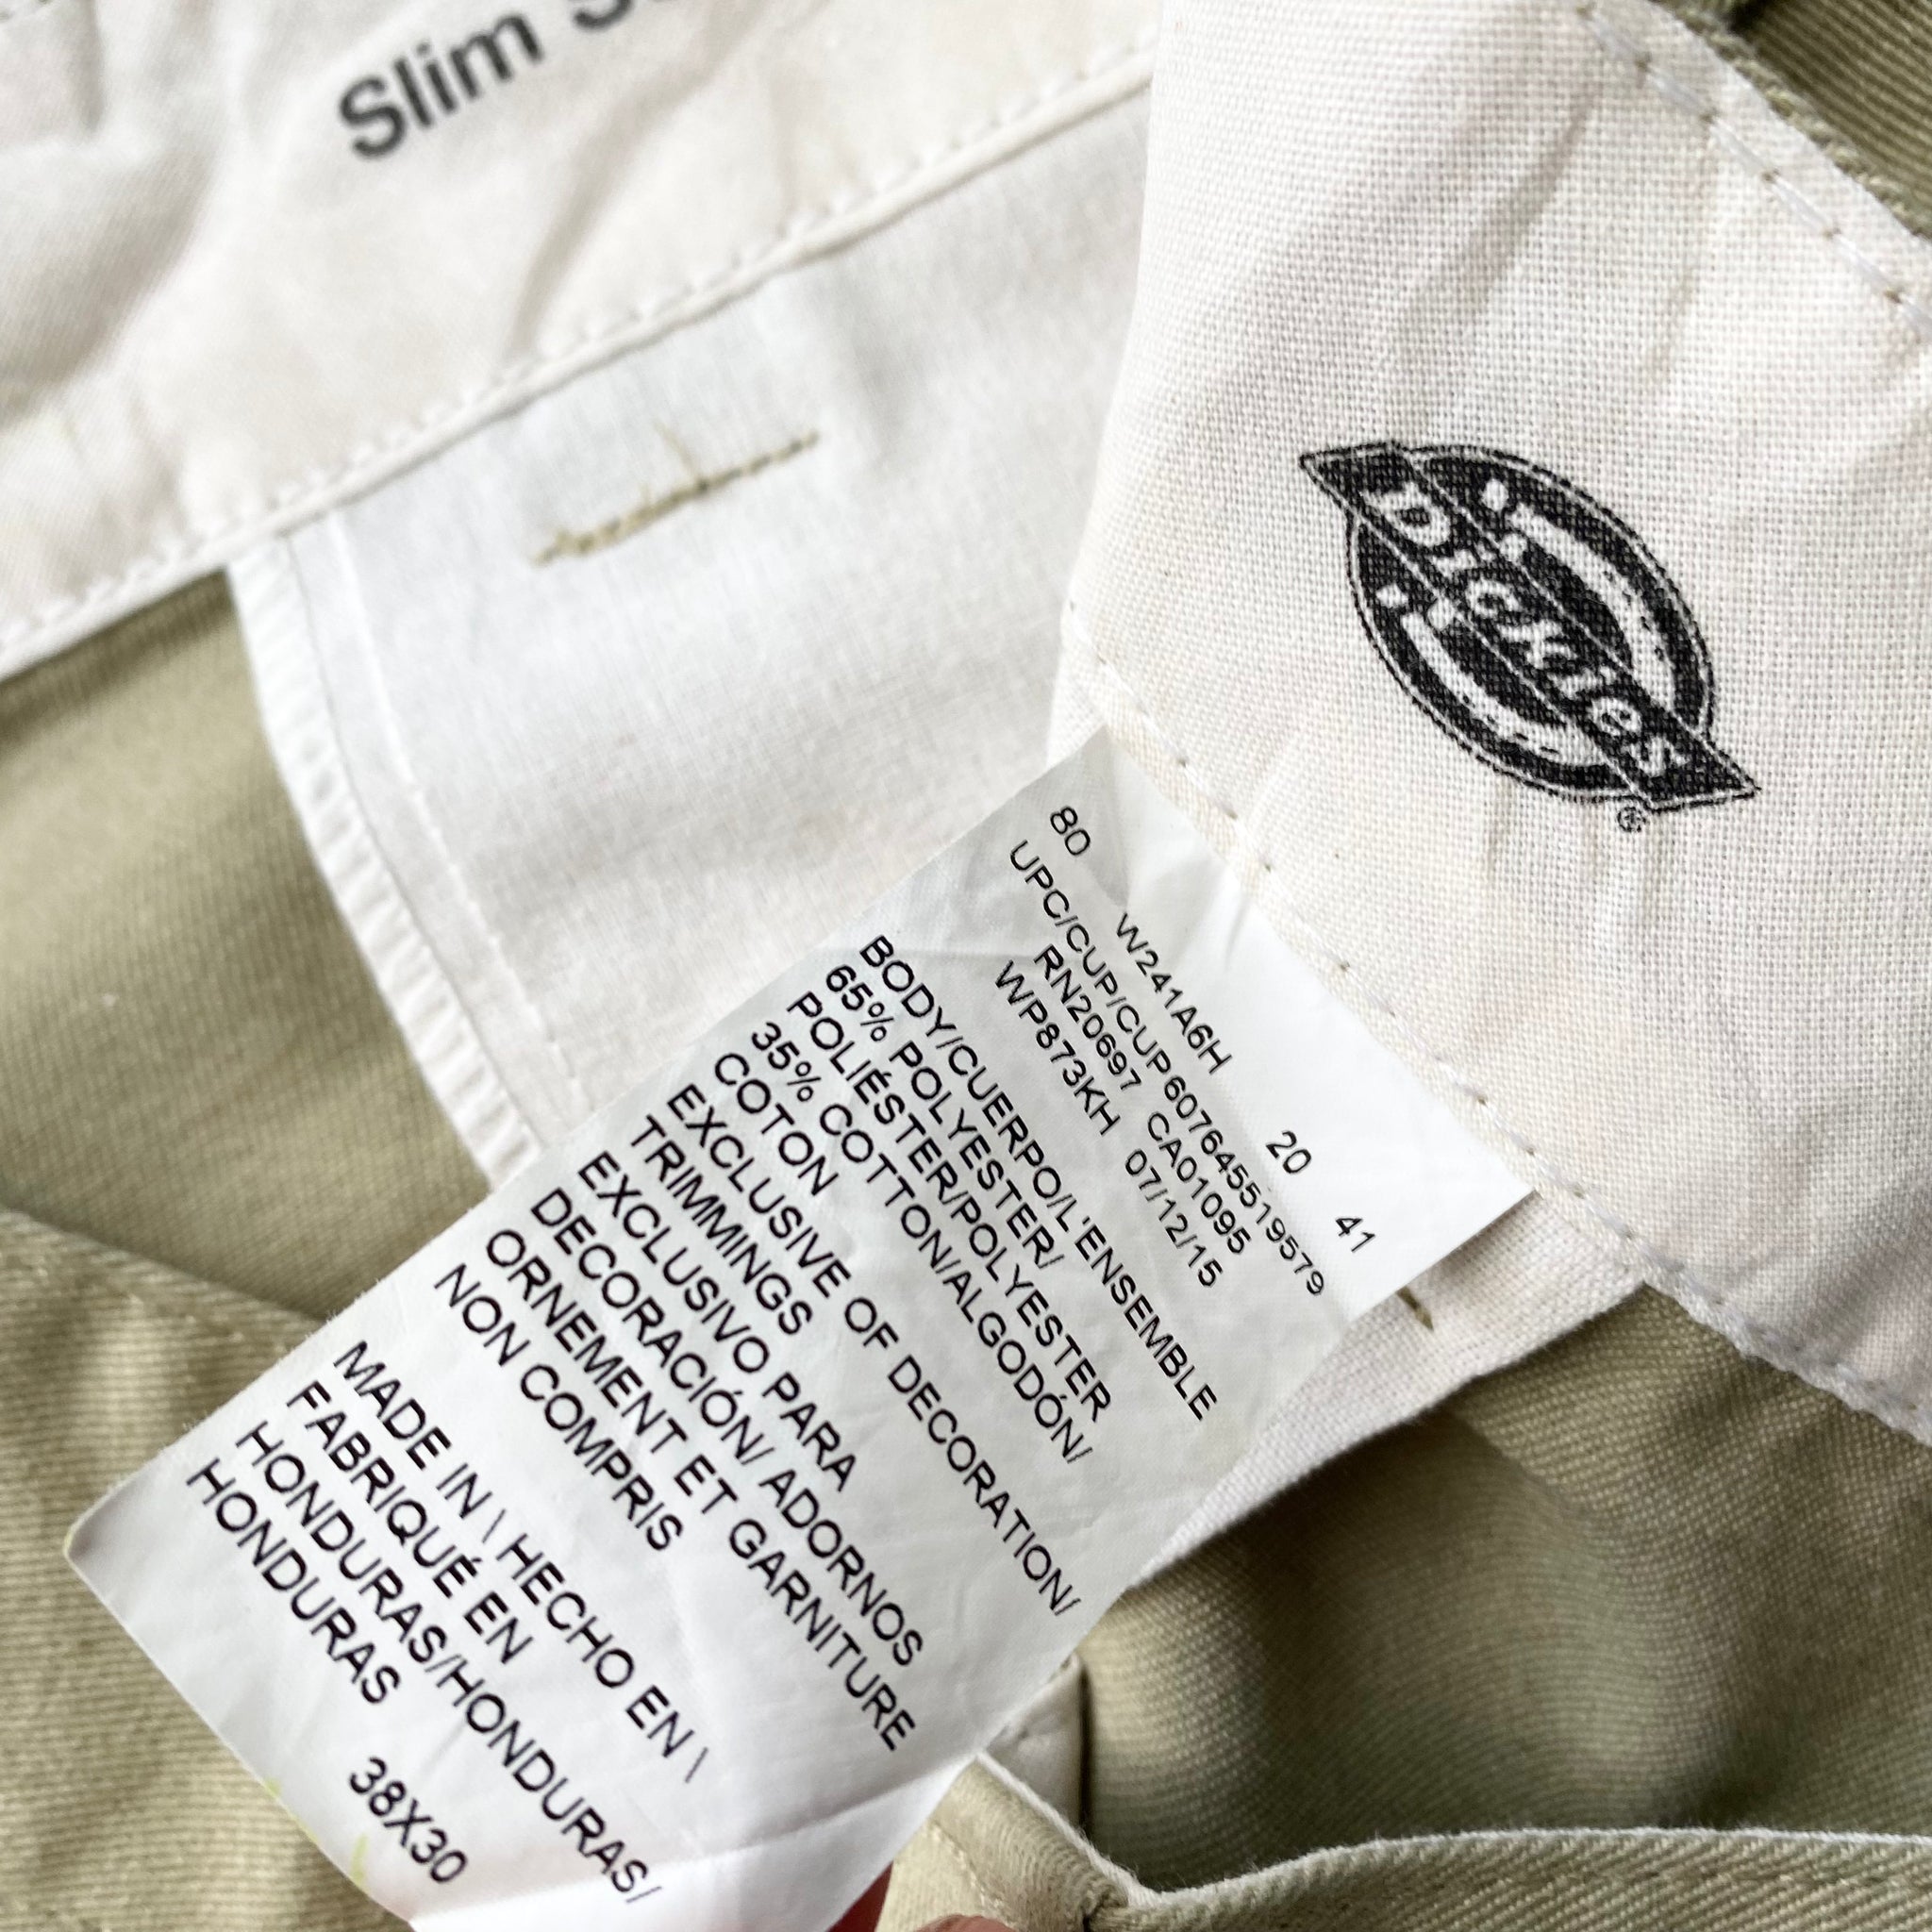 Slim
Dickies
®
80 W241A6H 20 41
UPC/CUP/CUP 607645519579
RN20697 CA01095
WP873KH 07/12/15
BODY/CUERPO/L'ENSEMBLE
65% POLYESTER/
POLIÉSTER/POLYESTER
35% COTTON/ALGODÓN/
COTON
EXCLUSIVE OF DECORATION/
TRIMMINGS
EXCLUSIVO PARA
DECORACIÓN/ ADORNOS
ORNEMENT ET GARNITURE
NON COMPRIS
MADE IN \ HECHO EN \
FABRIQUÉ EN
HONDURAS/HONDURAS/
HONDURAS
38X30